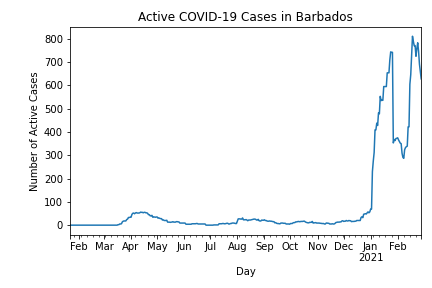 Active COVID-19 Cases in Barbados
800
700
600
500
400
300
200
100
0
Number of Active Cases
Feb Mar Apr May Jun Jul Aug Sep Oct Nov Dec Jan Feb
2021
Day